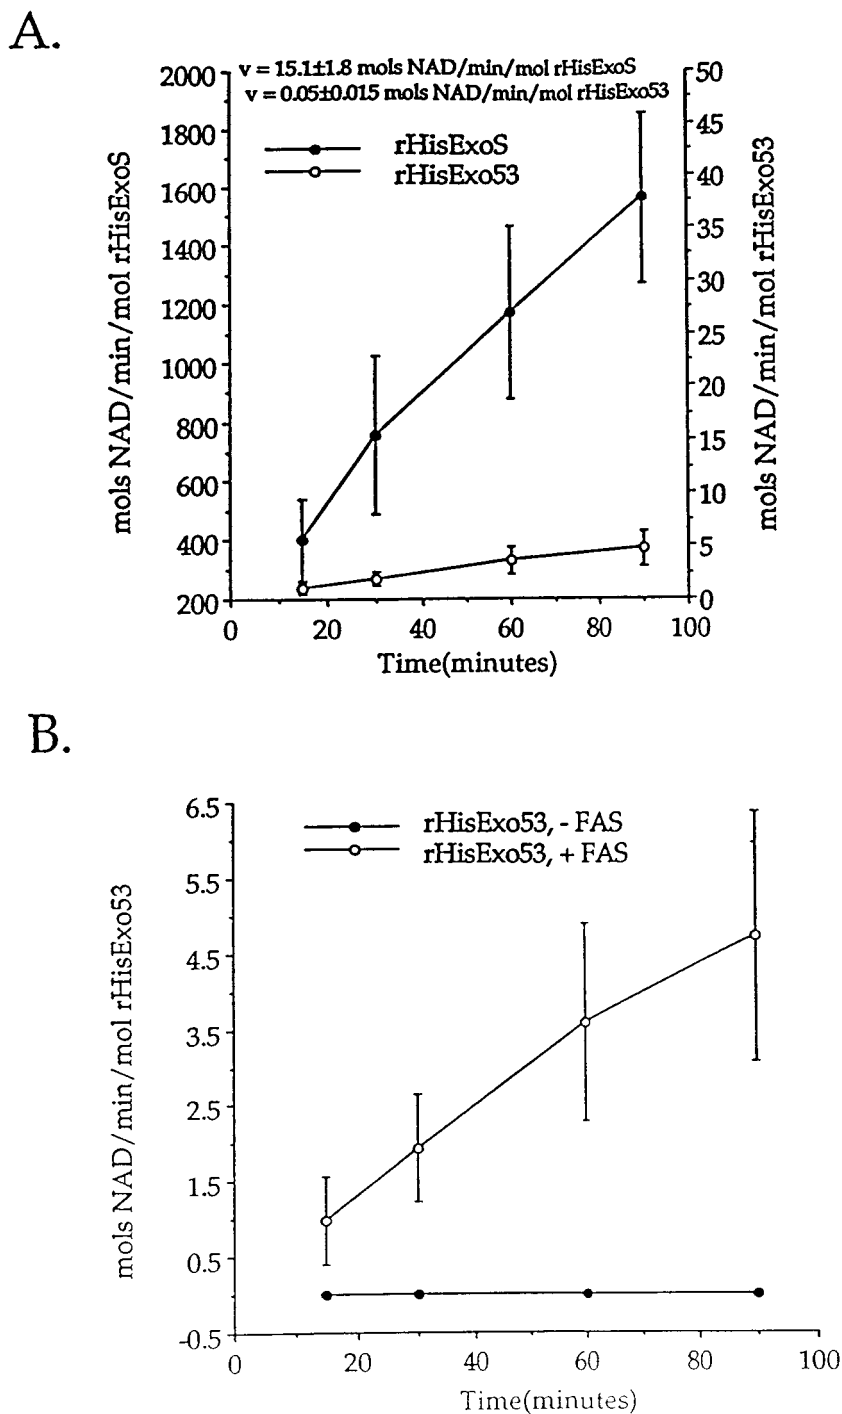 A.
v = 15.1±1.8 mols NAD/min/mol rHisExoS
v = 0.05±0.015 mols NAD/min/mol rHisExo53
rHisExoS
rHisExo53
mols NAD/min/mol rHisExoS
2000
1800
1600
1400
1200
1000
800
600
400
200
50
45
40
35
30
25
20
15
10
5
0
mols NAD/min/mol rHisExo53
0 20 40 60 80 100
Time(minutes)
B.
rHisExo53, - FAS
rHisExo53, + FAS
mols NAD/min/mol rHisExo53
6.5
5.5
4.5
3.5
2.5
1.5
0.5
-0.5
0 20 40 60 80 100
Time(minutes)